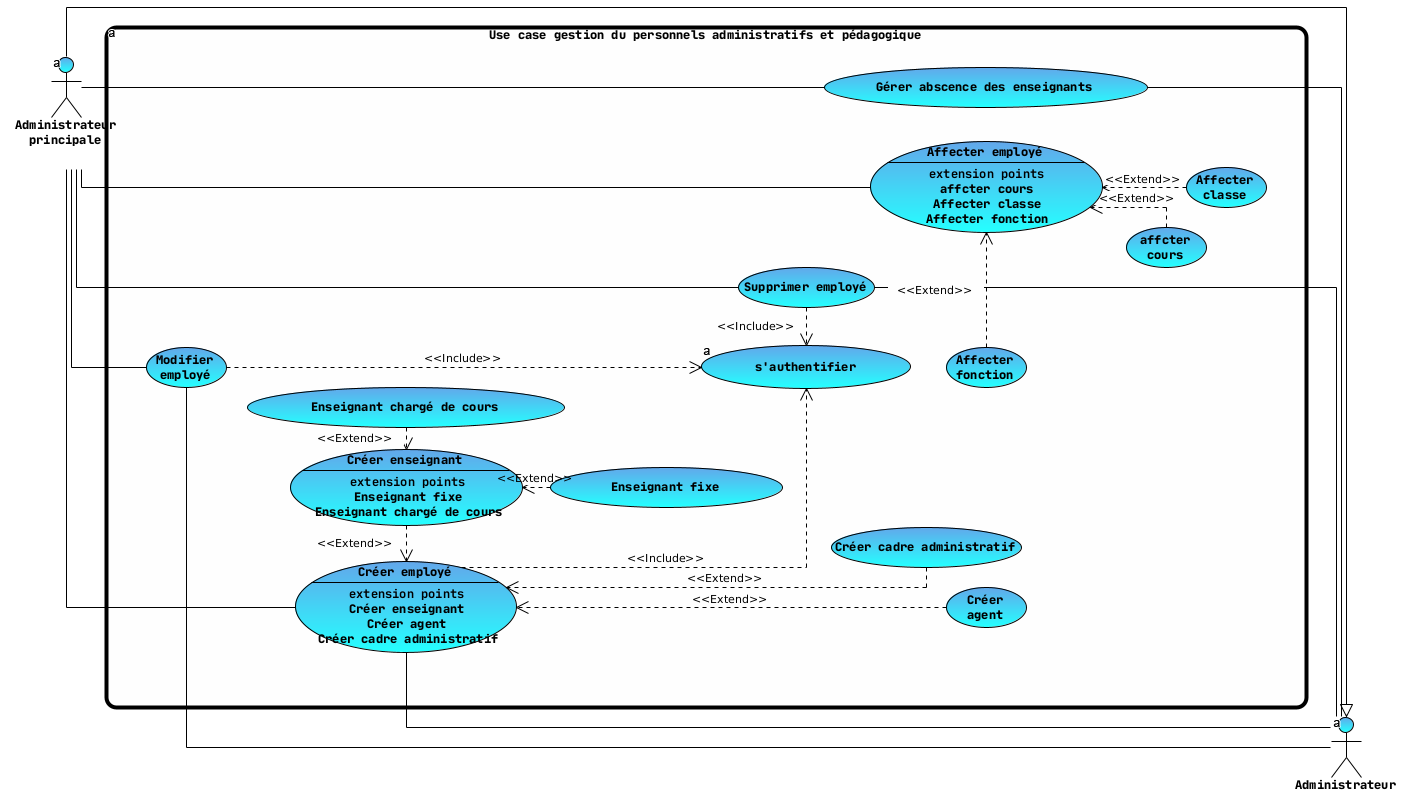 a
Use case gestion du personnels administratifs et pédagogique
a
Gérer abscence des enseignants
Administrateur
principale
Affecter employé
extension points
affcter cours
Affecter classe
Affecter fonction
<<Extend>>
Affecter
classe
<<Extend>>
affcter
cours
Supprimer employé
<<Extend>>
<<Include>>
a
s'authentifier
Modifier
employé
<<Include>>
Affecter
fonction
Enseignant chargé de cours
<<Extend>>
Créer enseignant
extension points
Enseignant fixe
Enseignant chargé de cours
<<Extend>>
Enseignant fixe
<<Extend>>
<<Include>>
Créer cadre administratif
Créer employé
extension points
Créer enseignant
Créer agent
Créer cadre administratif
<<Extend>>
<<Extend>>
Créer
agent
a
Administrateur